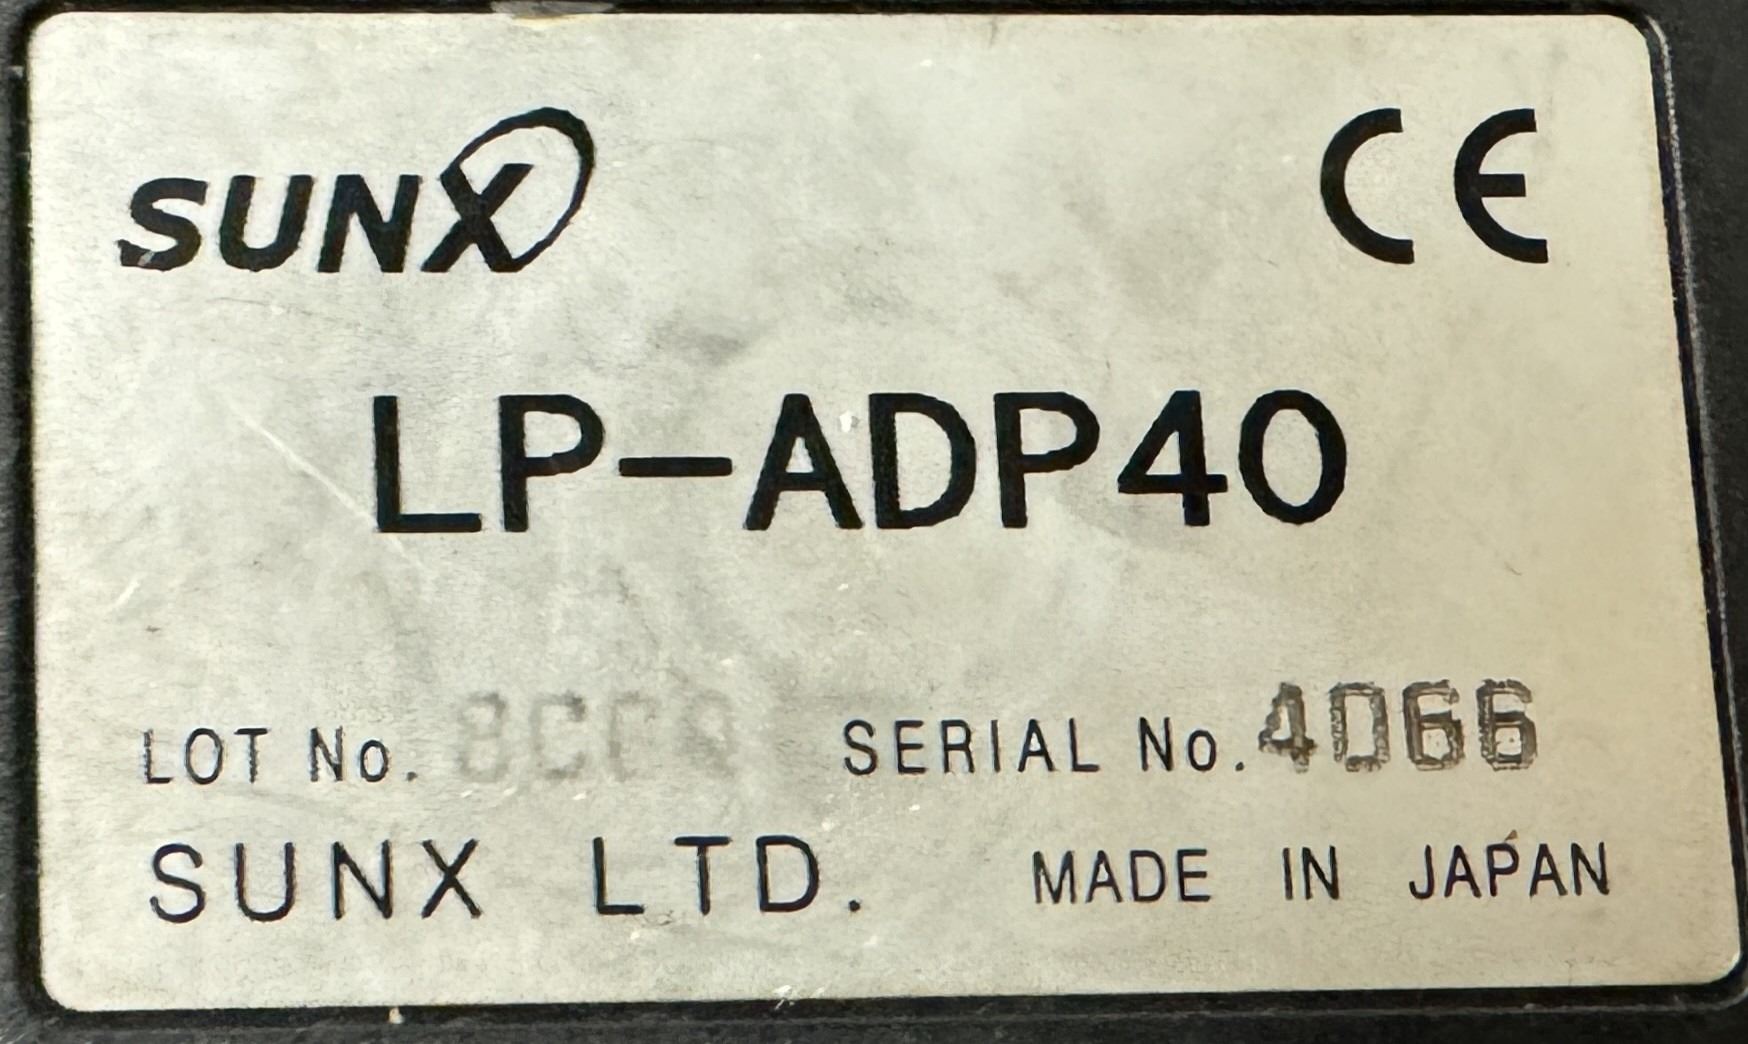 SUNX CE
LP-ADP40
LOT No. SERIAL No. 4066
SUNX LTD. MADE IN JAPAN